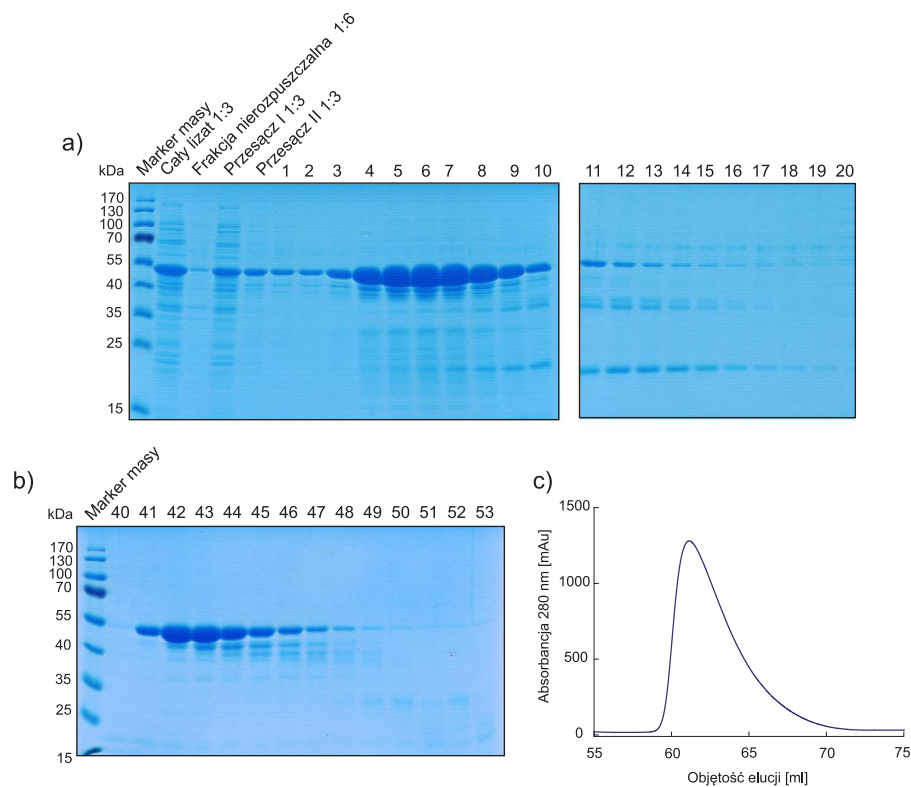 a)
kDa
Marker masy
Cały lizat 1:3
Frakcja nierozpuszczalna 1:6
Przesącz I 1:3
Przesącz II 1:3
1 2 3 4 5 6 7 8 9 10
11 12 13 14 15 16 17 18 19 20
170
130
100
70
55
40
35
25
15
b)
kDa
Marker masy
40 41 42 43 44 45 46 47 48 49 50 51 52 53
170
130
100
70
55
40
35
25
15
c)
Absorbancja 280 nm [mAu]
1500
1000
500
0
55 60 65 70 75
Objętość elucji [ml]